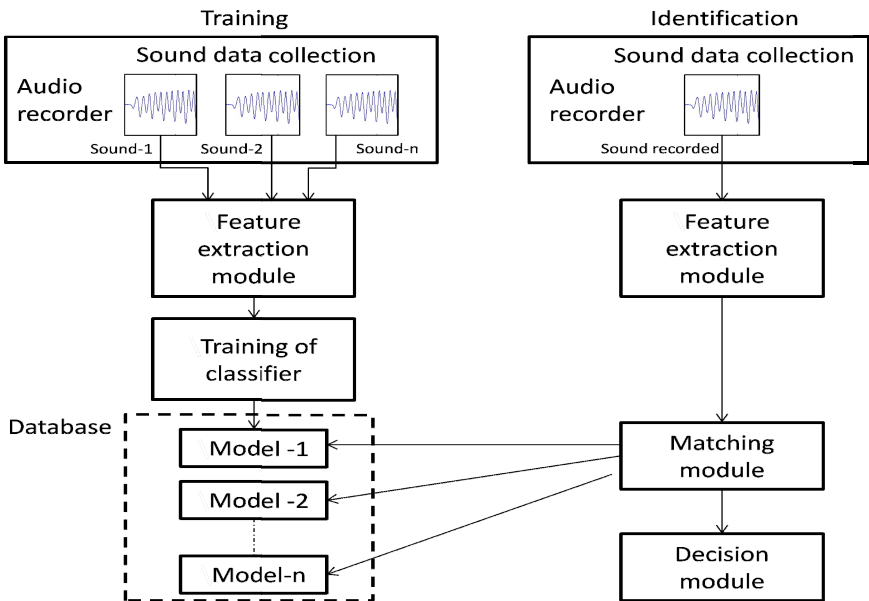 Training
Sound data collection
Audio
recorder
Sound-1
Sound-2
Sound-n
Feature
extraction
module
Training of
classifier
Database
Model -1
Model -2
Model-n
Identification
Sound data collection
Audio
recorder
Sound recorded
Feature
extraction
module
Matching
module
Decision
module